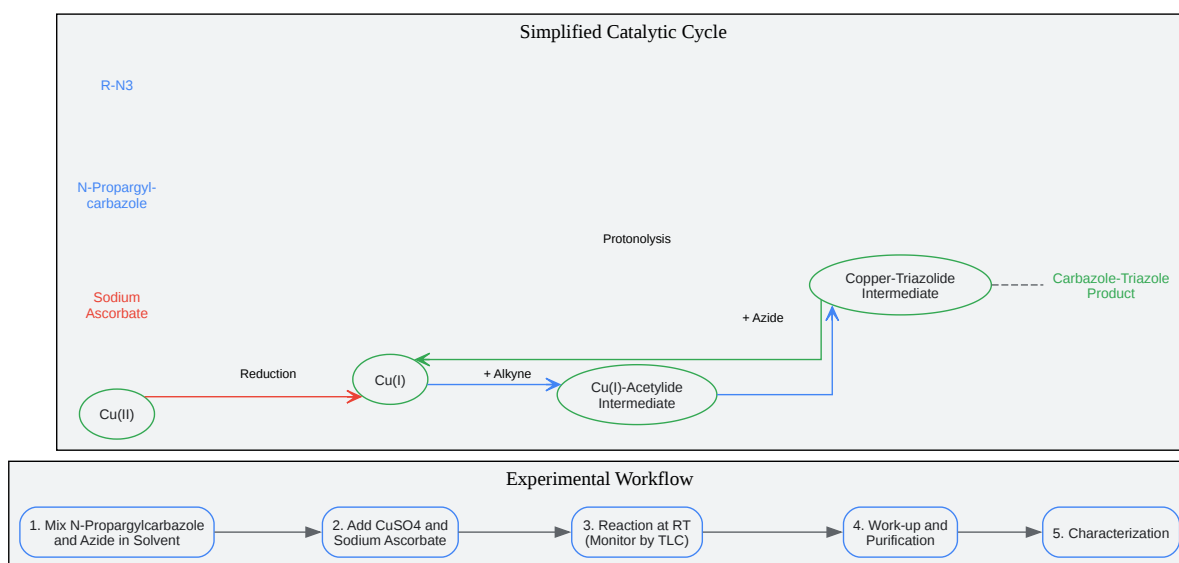 Simplified Catalytic Cycle
R-N3
N-Propargyl-
carbazole
Protonolysis
Copper-Triazolide
Intermediate
Carbazole-Triazole
Product
Sodium
Ascorbate
+ Azide
Reduction
Cu(I)
+ Alkyne
Cu(I)-Acetylide
Intermediate
Cu(II)
Experimental Workflow
1. Mix N-Propargylcarbazole
and Azide in Solvent
2. Add CuSO4 and
Sodium Ascorbate
3. Reaction at RT
(Monitor by TLC)
4. Work-up and
Purification
5. Characterization